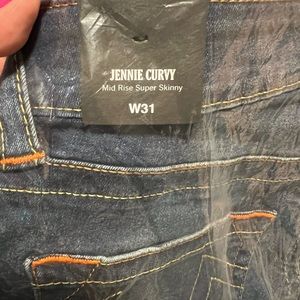 JENNIE CURVY
Mid Rise Super Skinny
W31